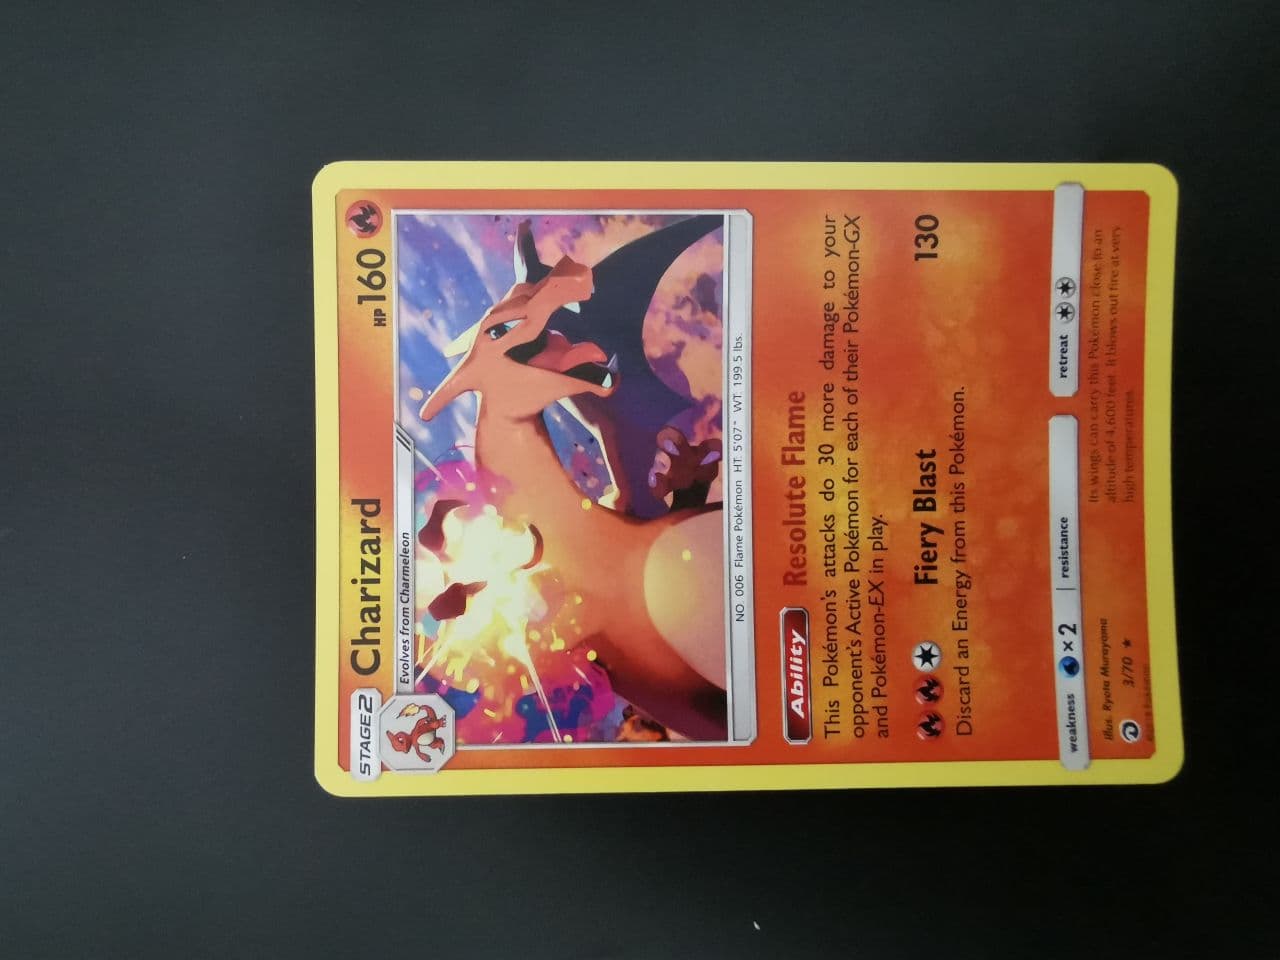 STAGE2 Charizard HP 160
Evolves from Charmeleon
NO. 006 Flame Pokémon HT: 5'07" WT: 199.5 lbs.
Ability Resolute Flame
This Pokémon's attacks do 30 more damage to your
opponent's Active Pokémon for each of their Pokémon-GX
and Pokémon-EX in play.
Fiery Blast 130
Discard an Energy from this Pokémon.
weakness ×2 resistance retreat
Illus. Ryota Murayama
3/70
Its wings can carry this Pokémon close to an
altitude of 4,600 feet. It blows out fire at very
high temperatures.